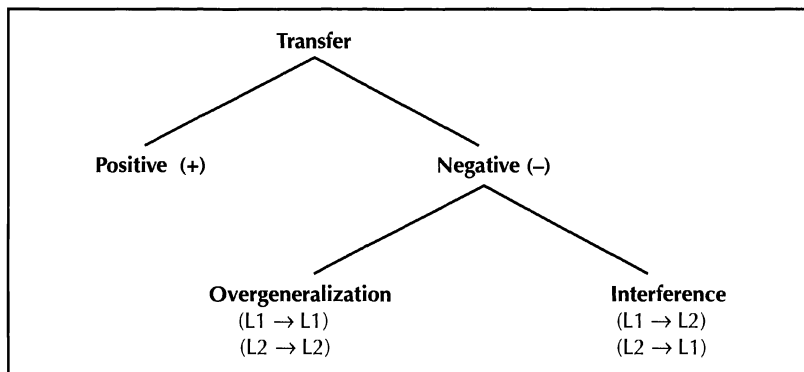 Transfer
Positive (+)
Negative (–)
Overgeneralization
(L1 → L1)
(L2 → L2)
Interference
(L1 → L2)
(L2 → L1)